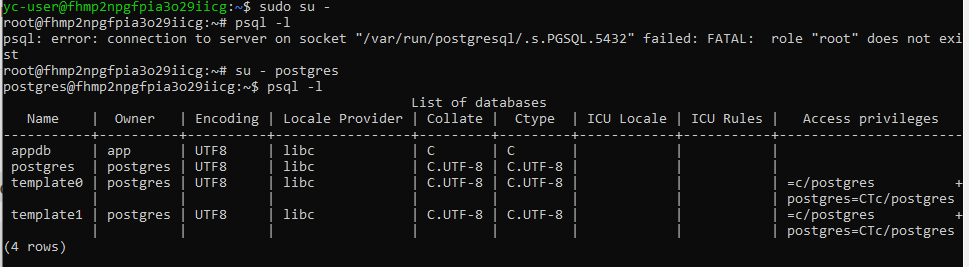 yc-user@fhmp2npgfpia3o29iicg:~$ sudo su -
root@fhmp2npgfpia3o29iicg:~# psql -l
psql: error: connection to server on socket "/var/run/postgresql/.s.PGSQL.5432" failed: FATAL:  role "root" does not exi
st
root@fhmp2npgfpia3o29iicg:~# su - postgres
postgres@fhmp2npgfpia3o29iicg:~$ psql -l
                                                   List of databases
   Name    |  Owner   | Encoding | Locale Provider | Collate |  Ctype  | ICU Locale | ICU Rules |   Access privileges
-----------+----------+----------+-----------------+---------+---------+------------+-----------+-----------------------
 appdb     | app      | UTF8     | libc            | C       | C       |            |           |
 postgres  | postgres | UTF8     | libc            | C.UTF-8 | C.UTF-8 |            |           |
 template0 | postgres | UTF8     | libc            | C.UTF-8 | C.UTF-8 |            |           | =c/postgres          +
           |          |          |                 |         |         |            |           | postgres=CTc/postgres
 template1 | postgres | UTF8     | libc            | C.UTF-8 | C.UTF-8 |            |           | =c/postgres          +
           |          |          |                 |         |         |            |           | postgres=CTc/postgres
(4 rows)